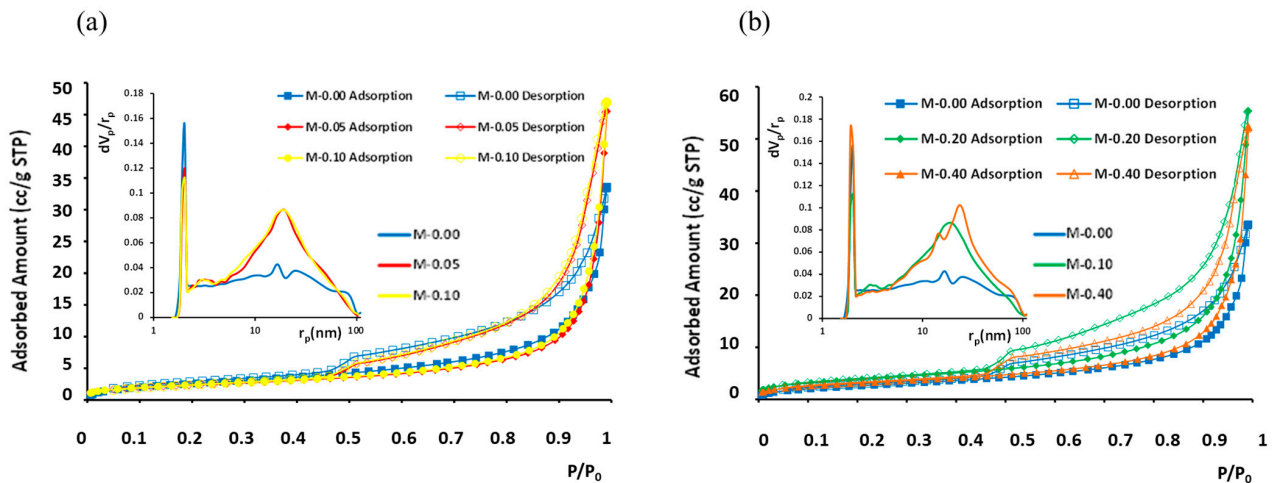 (a)
Adsorbed Amount (cc/g STP)
50
45
40
35
30
25
20
15
10
5
0
0 0.1 0.2 0.3 0.4 0.5 0.6 0.7 0.8 0.9 1
P/P0
dVp/rp
0.18
0.16
0.14
0.12
0.1
0.08
0.06
0.04
0.02
0
1 10 100
rp(nm)
M-0.00 Adsorption M-0.00 Desorption
M-0.05 Adsorption M-0.05 Desorption
M-0.10 Adsorption M-0.10 Desorption
M-0.00
M-0.05
M-0.10
(b)
Adsorbed Amount (cc/g STP)
60
50
40
30
20
10
0
0 0.1 0.2 0.3 0.4 0.5 0.6 0.7 0.8 0.9 1
P/P0
dVp/rp
0.2
0.18
0.16
0.14
0.12
0.1
0.08
0.06
0.04
0.02
0
1 10 100
rp(nm)
M-0.00 Adsorption M-0.00 Desorption
M-0.20 Adsorption M-0.20 Desorption
M-0.40 Adsorption M-0.40 Desorption
M-0.00
M-0.10
M-0.40